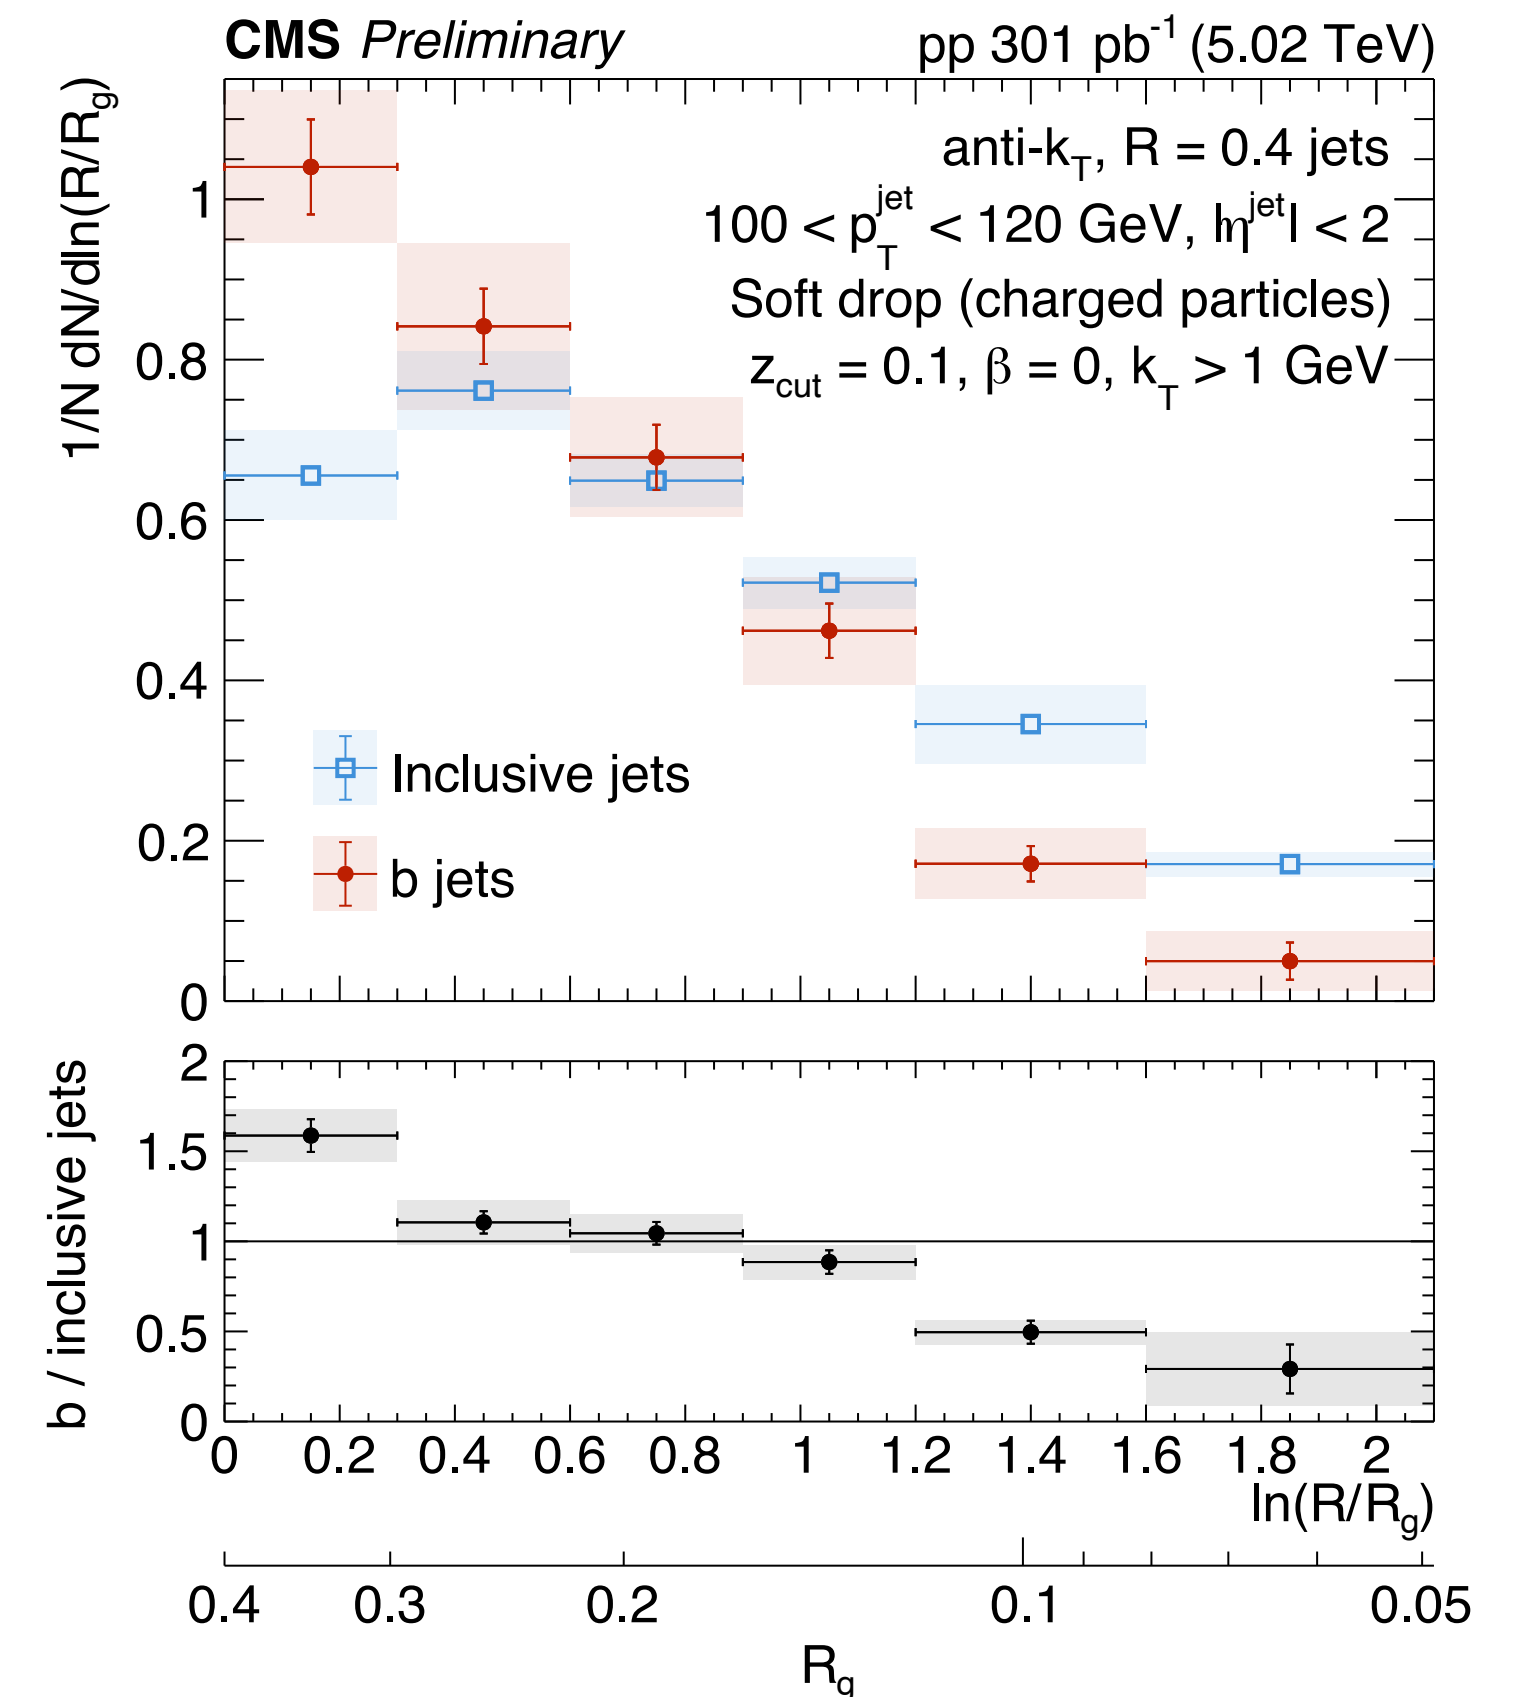 CMS Preliminary
pp 301 pb-1 (5.02 TeV)
1/N dN/dln(R/Rg)
anti-kT, R = 0.4 jets
100 < pTjet < 120 GeV, |ηjet| < 2
Soft drop (charged particles)
zcut = 0.1, β = 0, kT > 1 GeV
1
0.8
0.6
0.4
0.2
0
Inclusive jets
b jets
b / inclusive jets
2
1.5
1
0.5
0
0 0.2 0.4 0.6 0.8 1 1.2 1.4 1.6 1.8 2
ln(R/Rg)
0.4 0.3 0.2 0.1 0.05
Rg